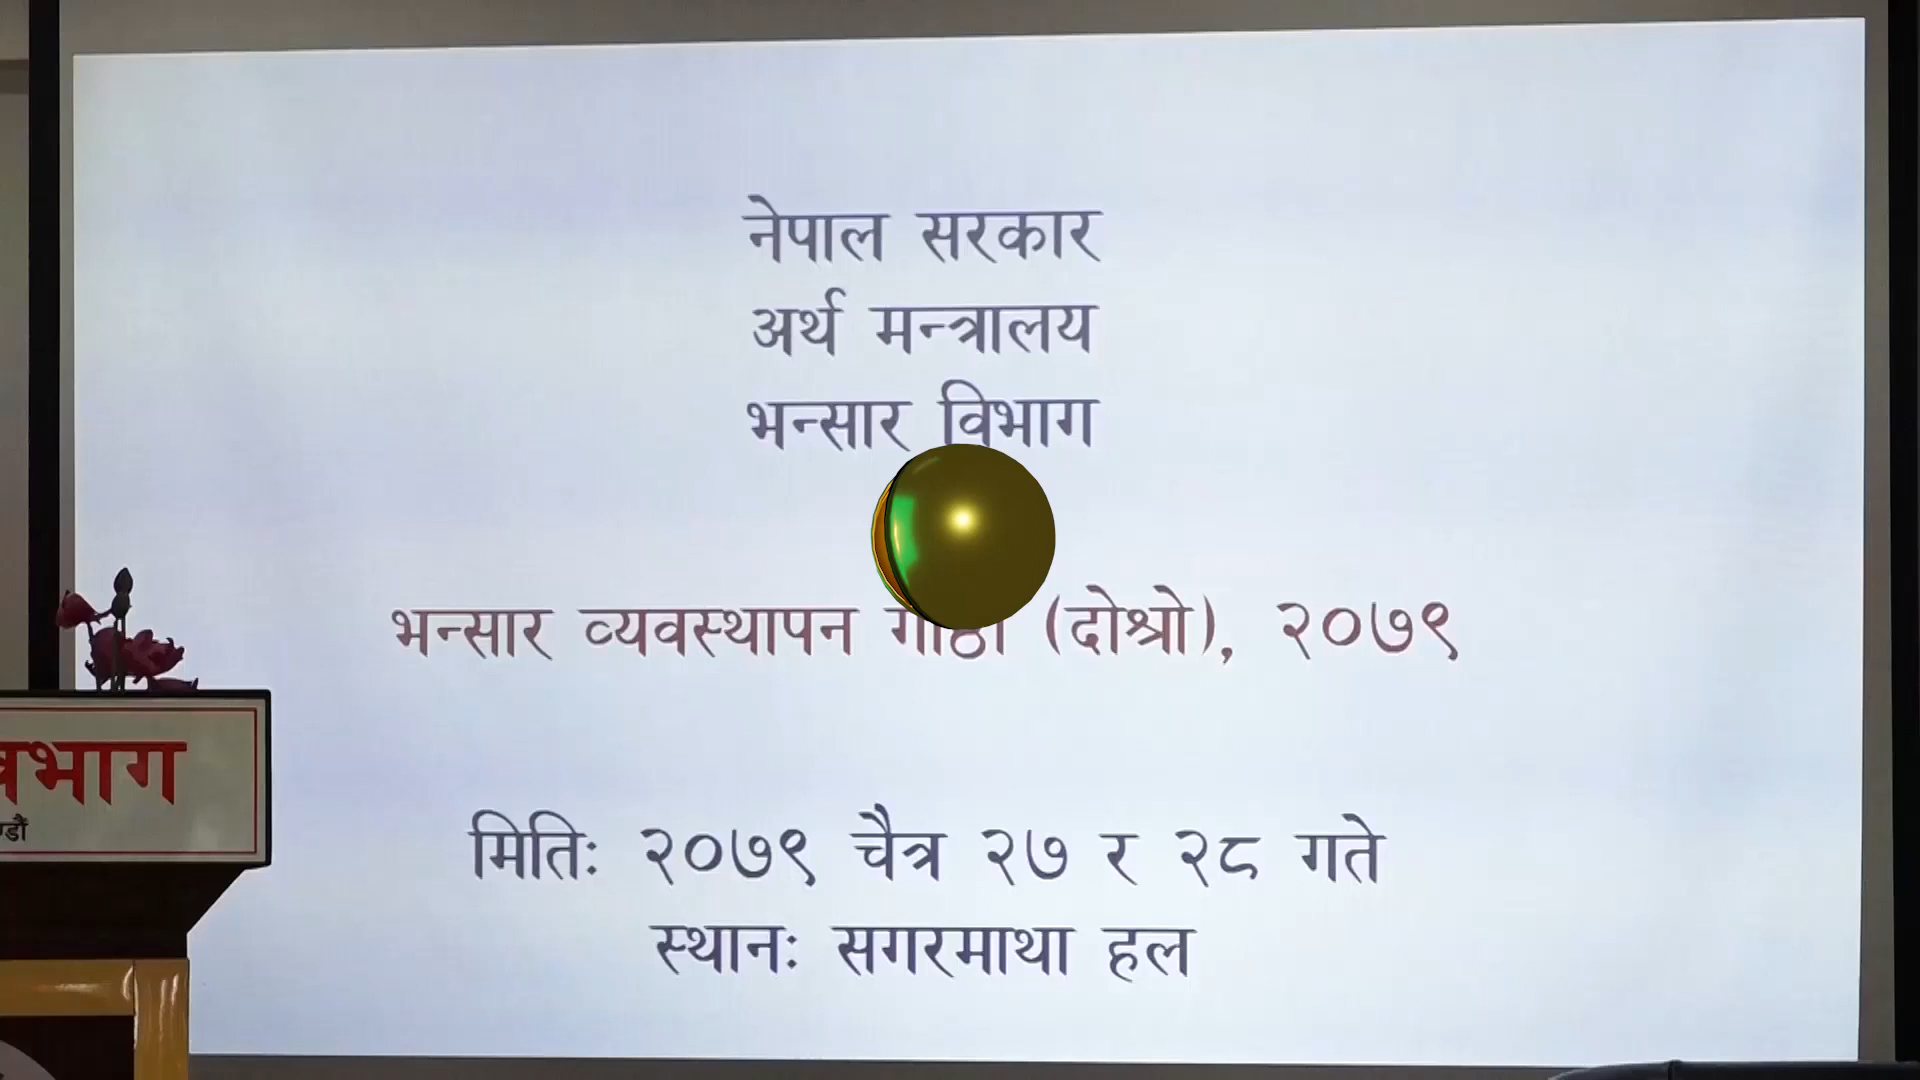 नेपाल सरकार
अर्थ मन्त्रालय
भन्सार विभाग
भन्सार व्यवस्थापन (दोश्रो), २०७९
मितिः २०७९ चैत्र २७ र २८ गते
स्थानः सगरमाथा हल